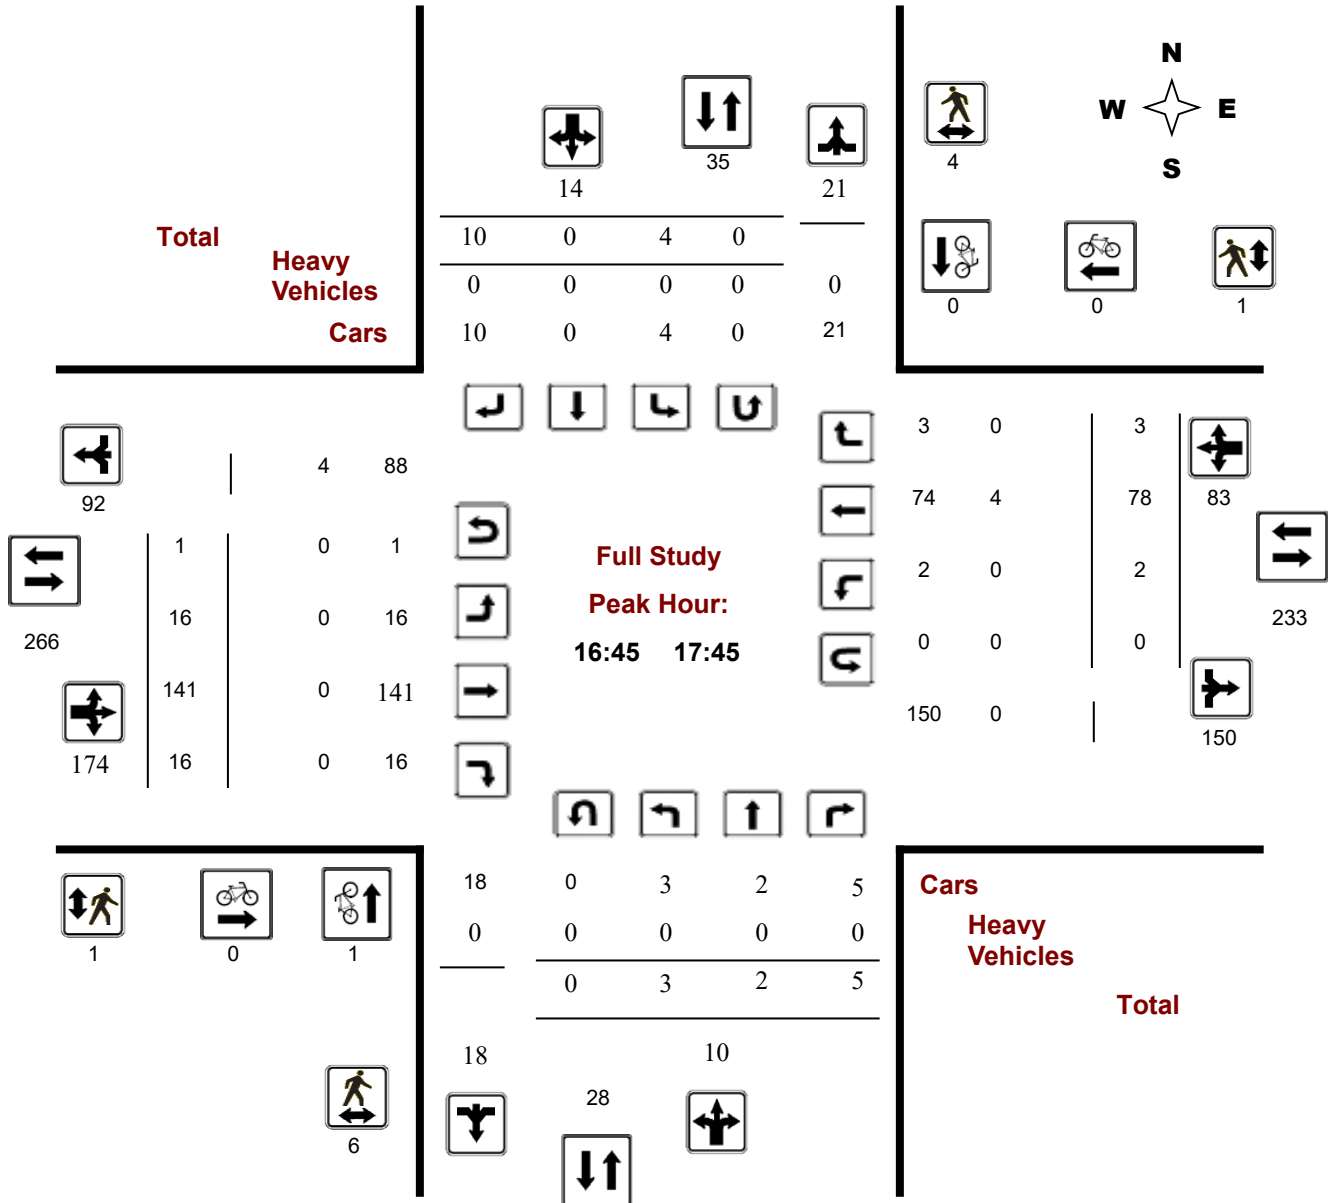 N
W E
S
35
4
14 21
Total 10 0 4 0
Heavy
Vehicles 0 0 0 0 0
Cars 10 0 4 0 21
0 0 1
3 0 3
4 88
92
74 4 78 83
1 0 1
Full Study
2 0 2
Peak Hour:
16 0 16
233
266
16:45 17:45
0 0 0
141 0 141
150 0
150
174 16 0 16
18 0 3 2 5 Cars
0 0 0 0 0 Heavy
Vehicles
1 0 1
0 3 2 5
Total
18 10
28
6